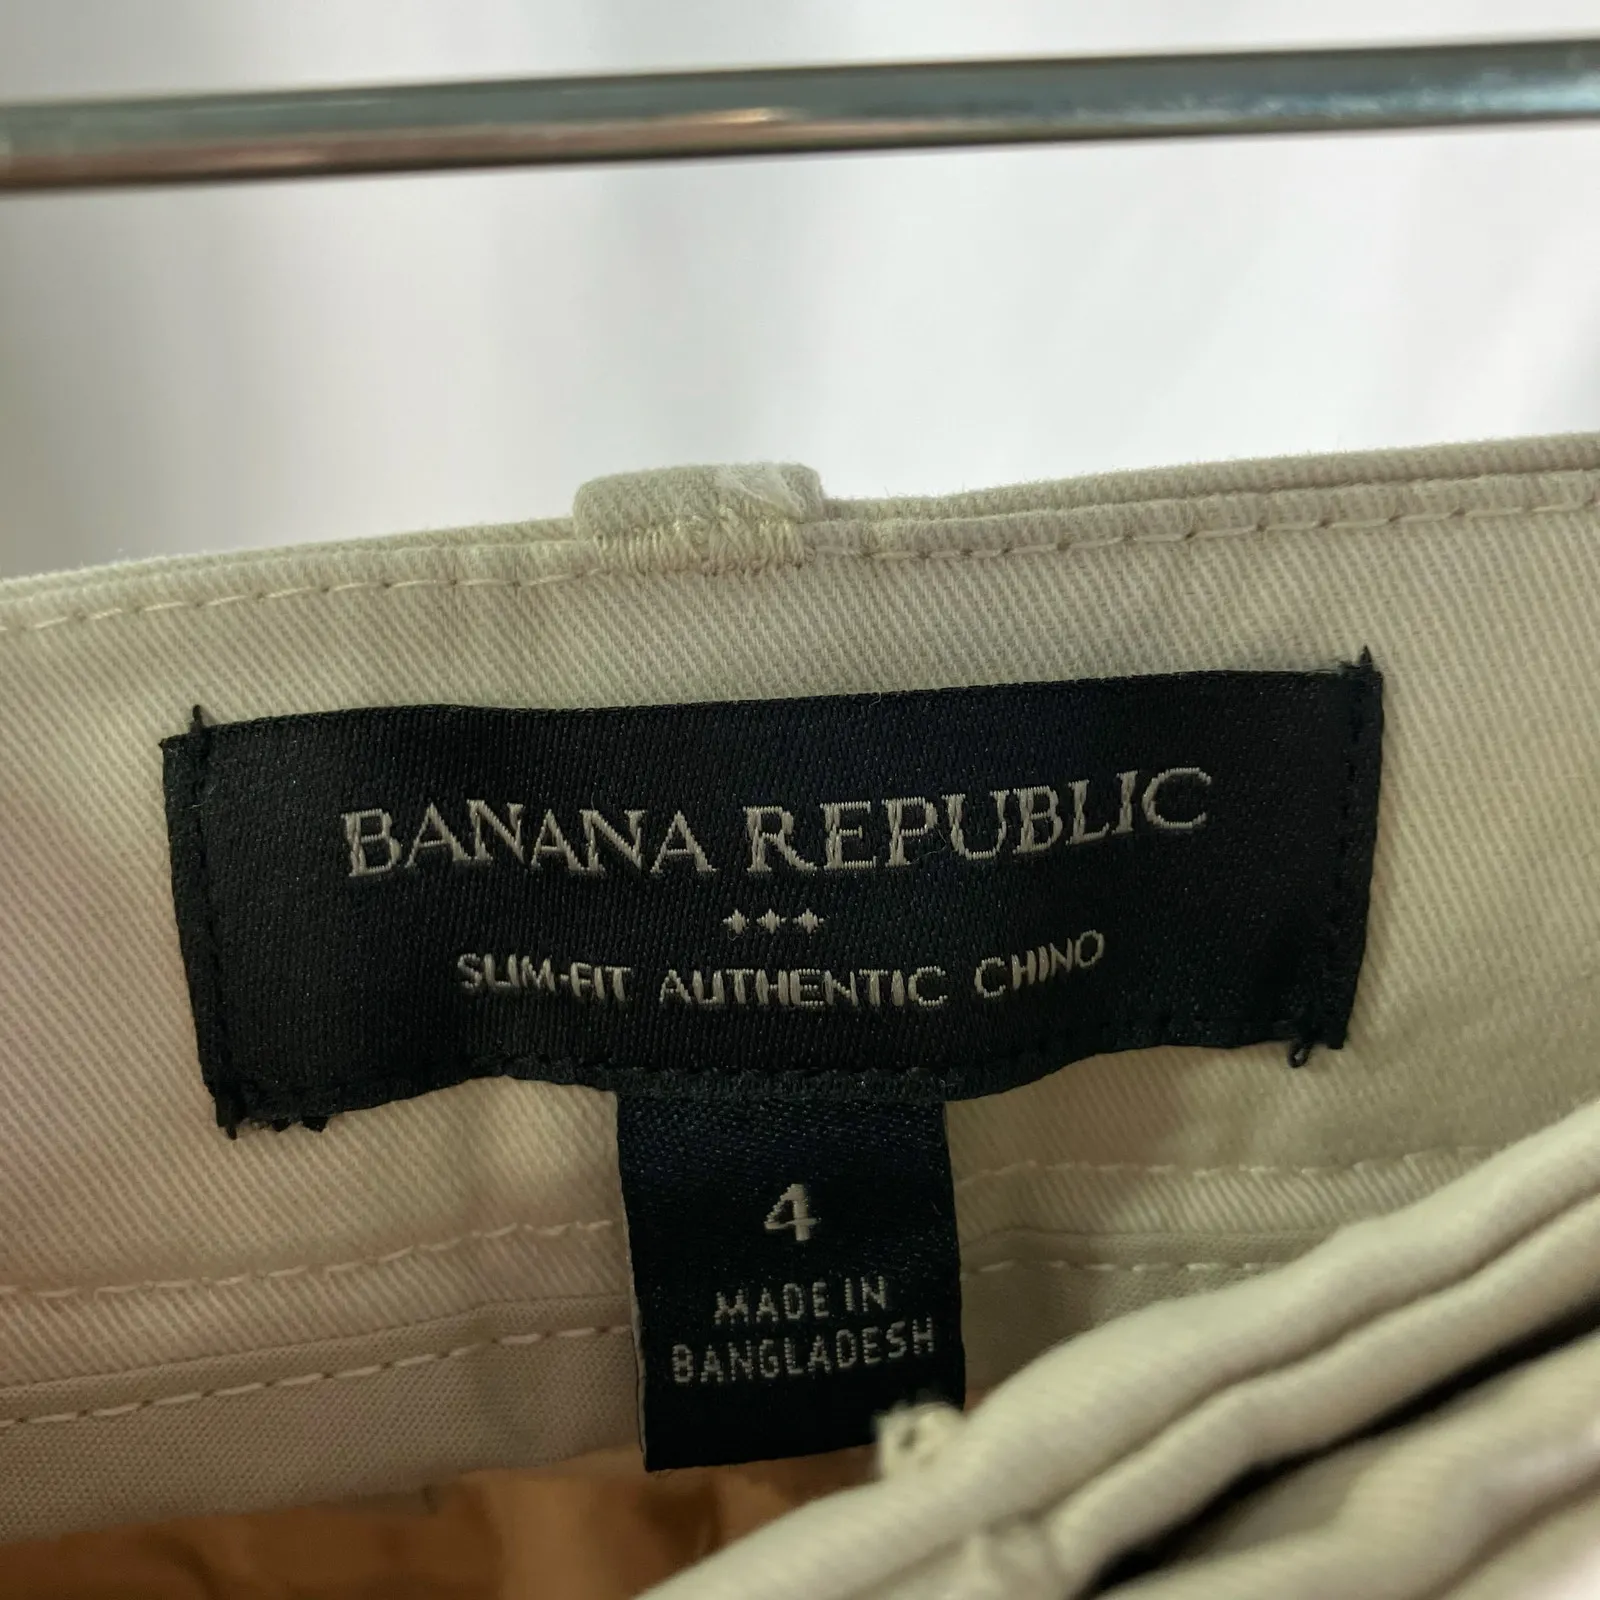 BANANA REPUBLIC
SLIM-FIT AUTHENTIC CHINO
4
MADE IN
BANGLADESH